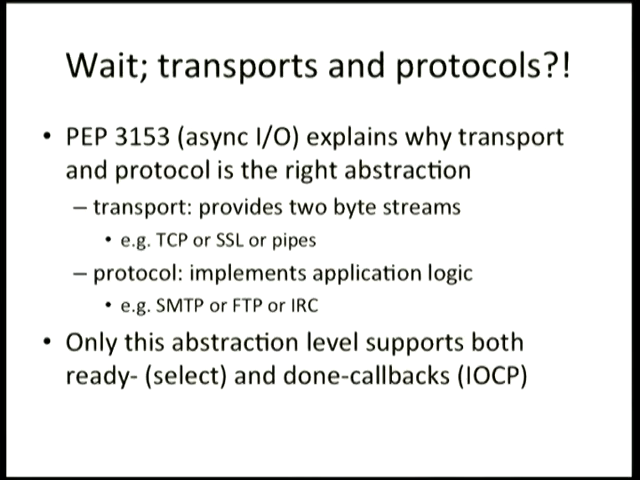 Wait; transports and protocols?!
• PEP 3153 (async I/O) explains why transport
and protocol is the right abstraction
– transport: provides two byte streams
• e.g. TCP or SSL or pipes
– protocol: implements application logic
• e.g. SMTP or FTP or IRC
• Only this abstraction level supports both
ready- (select) and done-callbacks (IOCP)